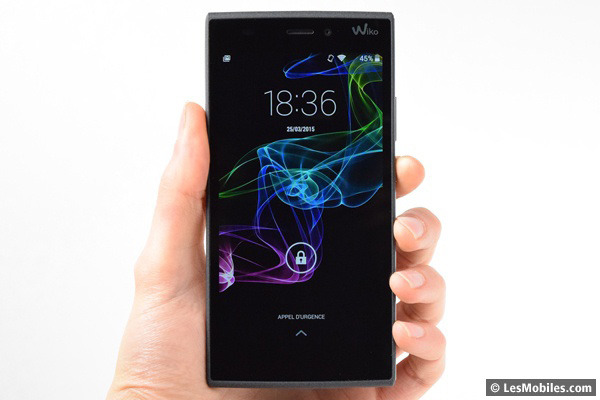 Wiko
45%
18:36
25/03/2015
APPEL D'URGENCE
© LesMobiles.com